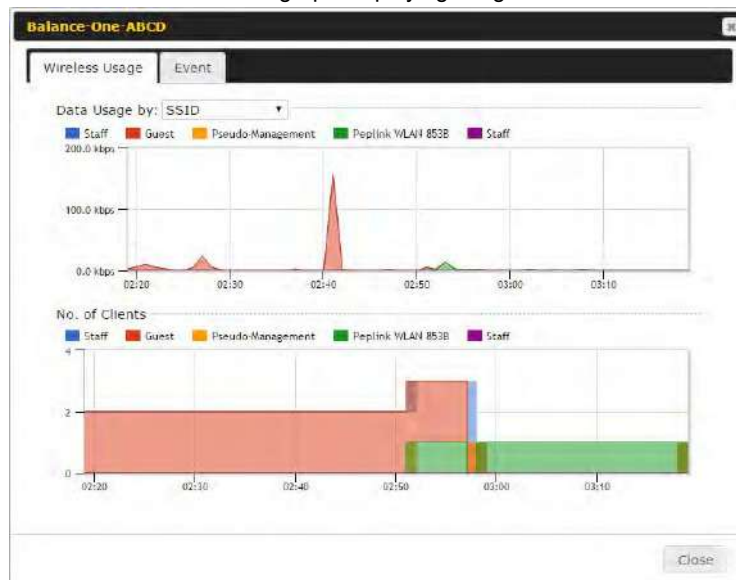 Balance-One-ABCD
Wireless Usage Event
Data Usage by: SSID
Staff Guest Pseudo-Management Peplink WLAN 853B Staff
200.0 kbps
100.0 kbps
0.0 kbps
02:20 02:30 02:40 02:50 03:00 03:10
No. of Clients
Staff Guest Pseudo-Management Peplink WLAN 853B Staff
4
2
0
02:20 02:30 02:40 02:50 03:00 03:10
Close